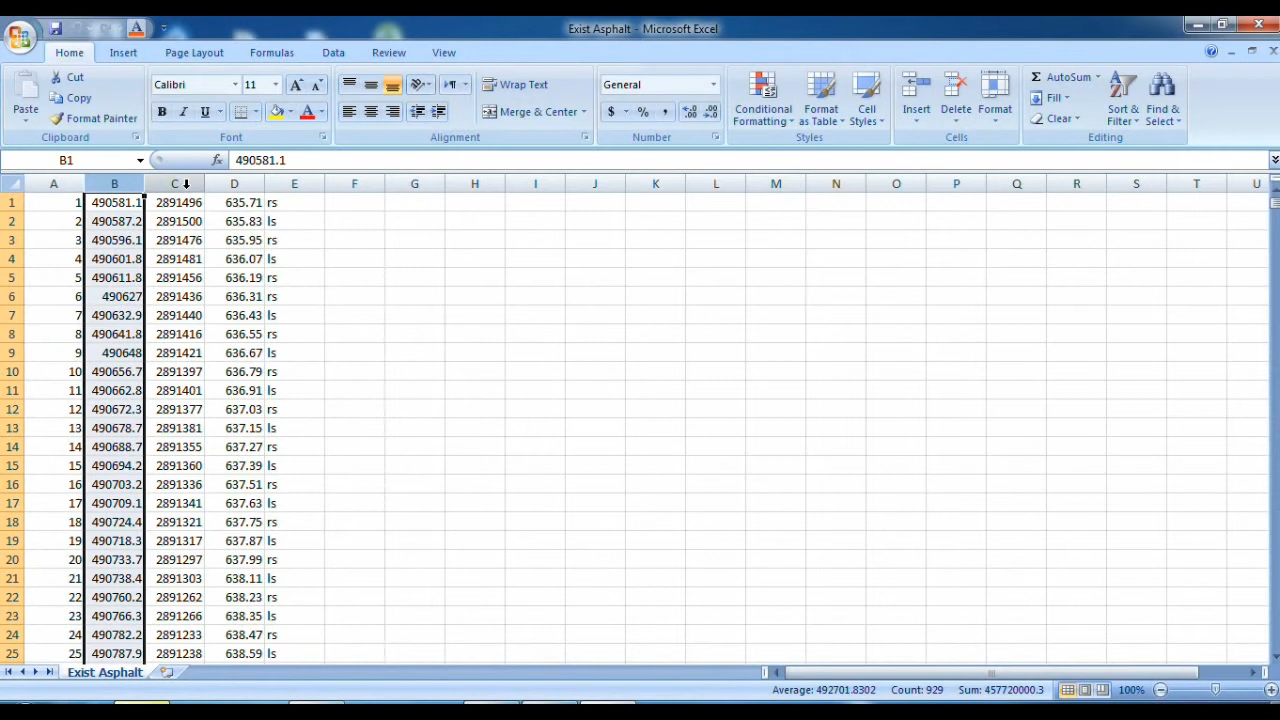 Exist Asphalt - Microsoft Excel
Home Insert Page Layout Formulas Data Review View
Paste Cut Copy Format Painter Calibri 11 B I U Wrap Text Merge & Center General $ % , Conditional Formatting Format as Table Cell Styles Insert Delete Format AutoSum Fill Clear Sort & Filter Find & Select
Clipboard Font Alignment Number Styles Cells Editing
B1 fx 490581.1
A B C D E F G H I J K L M N O P Q R S T U
1 1 490581.1 2891496 635.71 rs
2 2 490587.2 2891500 635.83 ls
3 3 490596.1 2891476 635.95 rs
4 4 490601.8 2891481 636.07 ls
5 5 490611.8 2891456 636.19 rs
6 6 490627 2891436 636.31 rs
7 7 490632.9 2891440 636.43 ls
8 8 490641.8 2891416 636.55 rs
9 9 490648 2891421 636.67 ls
10 10 490656.7 2891397 636.79 rs
11 11 490662.8 2891401 636.91 ls
12 12 490672.3 2891377 637.03 rs
13 13 490678.7 2891381 637.15 ls
14 14 490688.7 2891355 637.27 rs
15 15 490694.2 2891360 637.39 ls
16 16 490703.2 2891336 637.51 rs
17 17 490709.1 2891341 637.63 ls
18 18 490724.4 2891321 637.75 rs
19 19 490718.3 2891317 637.87 ls
20 20 490733.7 2891297 637.99 rs
21 21 490738.4 2891303 638.11 ls
22 22 490760.2 2891262 638.23 rs
23 23 490766.3 2891266 638.35 ls
24 24 490782.2 2891233 638.47 rs
25 25 490787.9 2891238 638.59 ls
Exist Asphalt
Average: 492701.8302 Count: 929 Sum: 457720000.3 100%